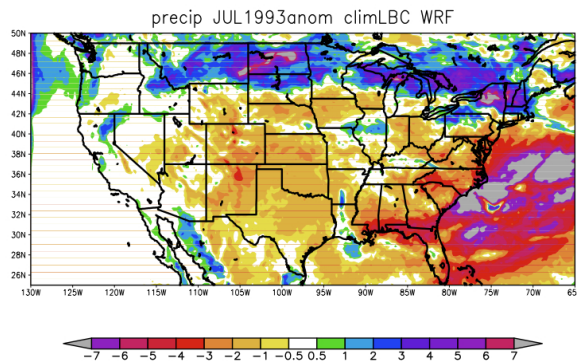 precip JUL1993anom climLBC WRF
50N
48N
46N
44N
42N
40N
38N
36N
34N
32N
30N
28N
26N
130W 125W 120W 115W 110W 105W 100W 95W 90W 85W 80W 75W 70W 65
-7 -6 -5 -4 -3 -2 -1 -0.5 0.5 1 2 3 4 5 6